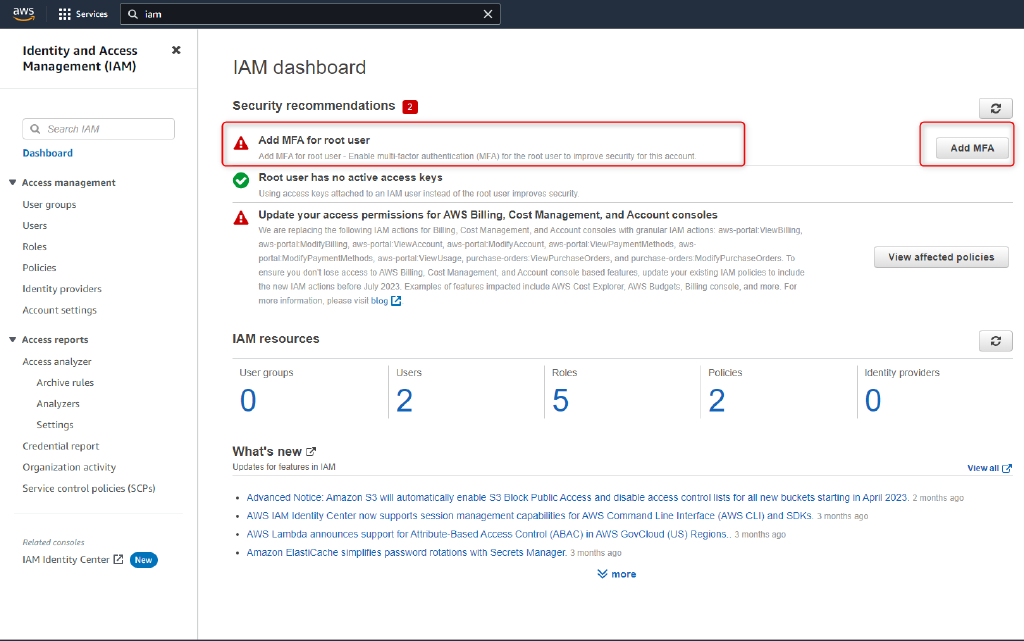 aws
Services
iam
Identity and Access
Management (IAM)
Search IAM
Dashboard
Access management
User groups
Users
Roles
Policies
Identity providers
Account settings
Access reports
Access analyzer
Archive rules
Analyzers
Settings
Credential report
Organization activity
Service control policies (SCPs)
Related consoles
IAM Identity Center New
IAM dashboard
Security recommendations 2
Add MFA for root user
Add MFA for root user - Enable multi-factor authentication (MFA) for the root user to improve security for this account.
Add MFA
Root user has no active access keys
Using access keys attached to an IAM user instead of the root user improves security.
Update your access permissions for AWS Billing, Cost Management, and Account consoles
We are replacing the following IAM actions for Billing, Cost Management, and Account consoles with granular IAM actions: aws-portal:ViewBilling,
aws-portal:ModifyBilling, aws-portal:ViewAccount, aws-portal:ModifyAccount, aws-portal:ViewPaymentMethods, aws-
portal:ModifyPaymentMethods, aws-portal:ViewUsage, purchase-orders:ViewPurchaseOrders, and purchase-orders:ModifyPurchaseOrders. To
ensure you don't lose access to AWS Billing, Cost Management, and Account console based features, update your existing IAM policies to include
the new IAM actions before July 2023. Examples of features impacted include AWS Cost Explorer, AWS Budgets, Billing console, and more. For
more information, please visit blog
View affected policies
IAM resources
User groups
0
Users
2
Roles
5
Policies
2
Identity providers
0
What's new
Updates for features in IAM
View all
Advanced Notice: Amazon S3 will automatically enable S3 Block Public Access and disable access control lists for all new buckets starting in April 2023. 2 months ago
AWS IAM Identity Center now supports session management capabilities for AWS Command Line Interface (AWS CLI) and SDKs. 3 months ago
AWS Lambda announces support for Attribute-Based Access Control (ABAC) in AWS GovCloud (US) Regions.. 3 months ago
Amazon ElastiCache simplifies password rotations with Secrets Manager. 3 months ago
more